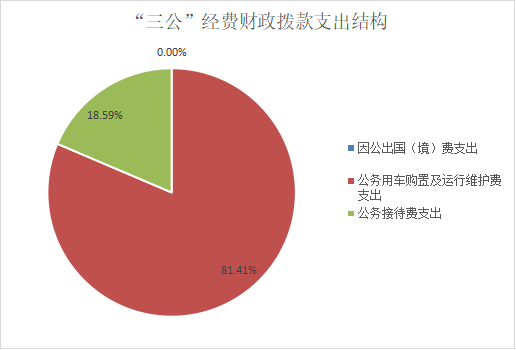 “三公”经费财政拨款支出结构
0.00%
18.59%
81.41%
因公出国（境）费支出
公务用车购置及运行维护费
支出
公务接待费支出